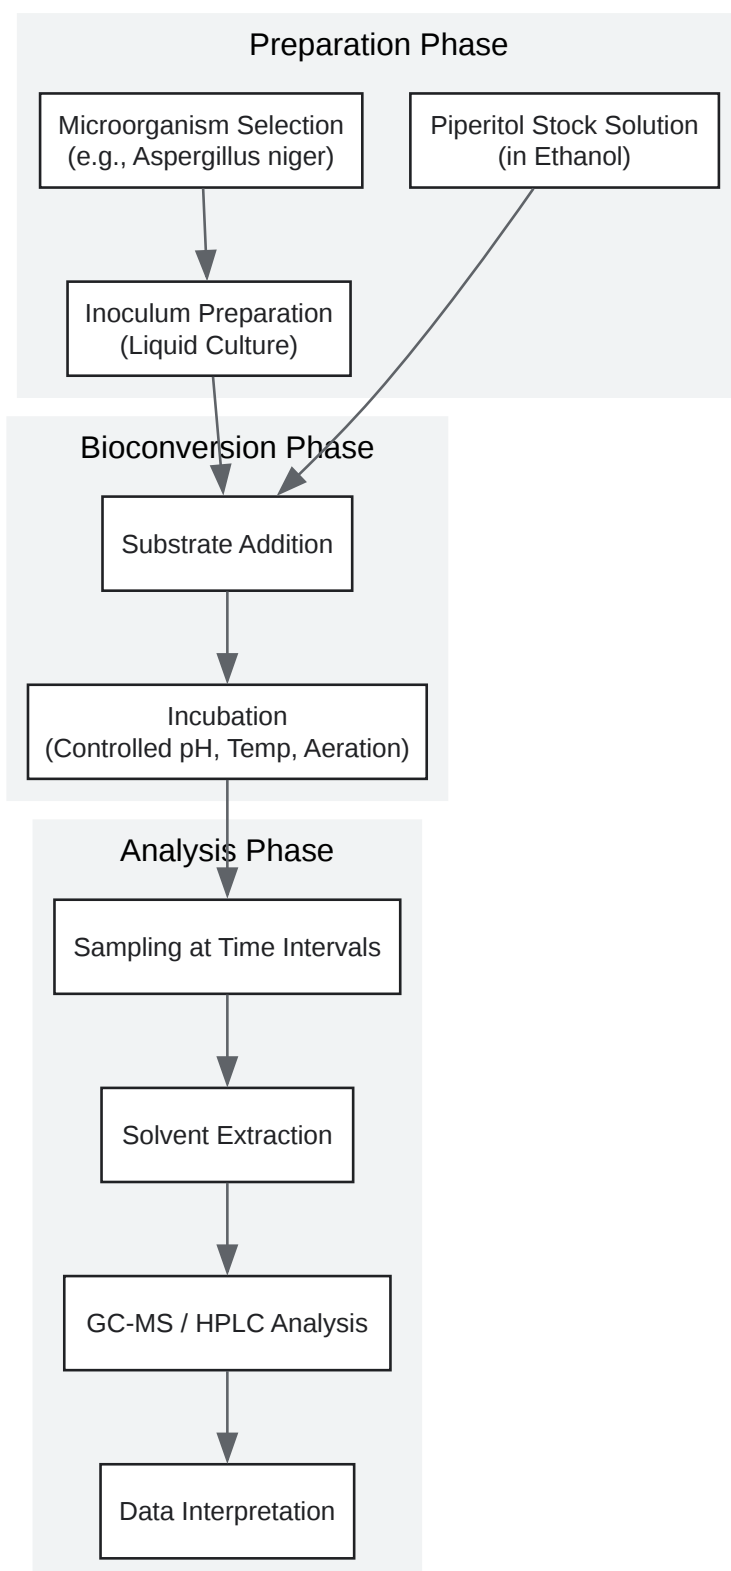 Preparation Phase
Microorganism Selection
(e.g., Aspergillus niger)
Piperitol Stock Solution
(in Ethanol)
Inoculum Preparation
(Liquid Culture)
Bioconversion Phase
Substrate Addition
Incubation
(Controlled pH, Temp, Aeration)
Analysis Phase
Sampling at Time Intervals
Solvent Extraction
GC-MS / HPLC Analysis
Data Interpretation